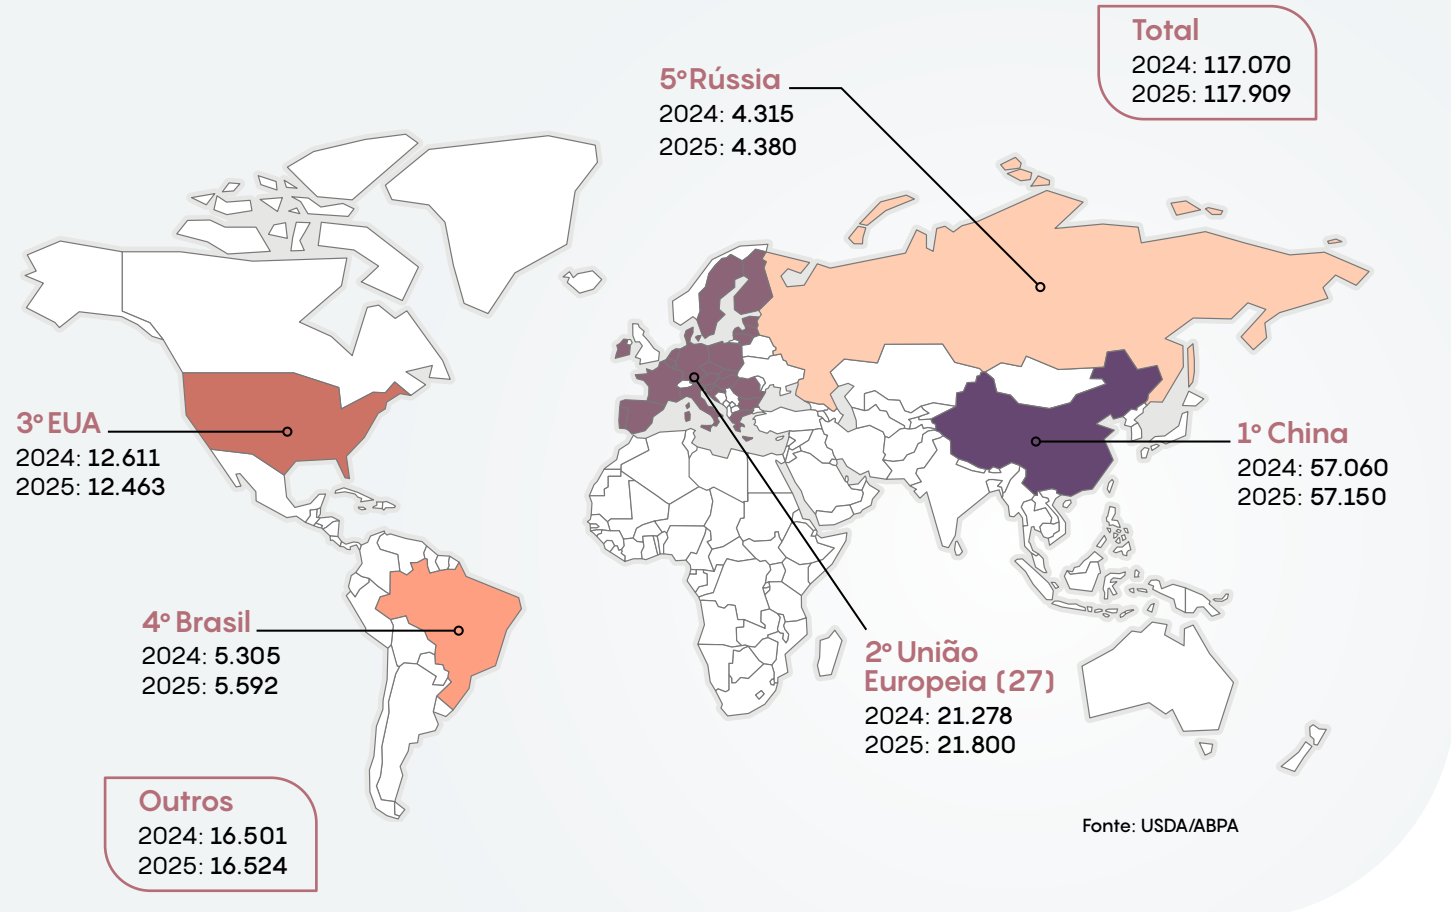 Total
2024: 117.070
2025: 117.909
5º Rússia
2024: 4.315
2025: 4.380
3º EUA
2024: 12.611
2025: 12.463
1º China
2024: 57.060
2025: 57.150
4º Brasil
2024: 5.305
2025: 5.592
2º União
Europeia (27)
2024: 21.278
2025: 21.800
Outros
2024: 16.501
2025: 16.524
Fonte: USDA/ABPA